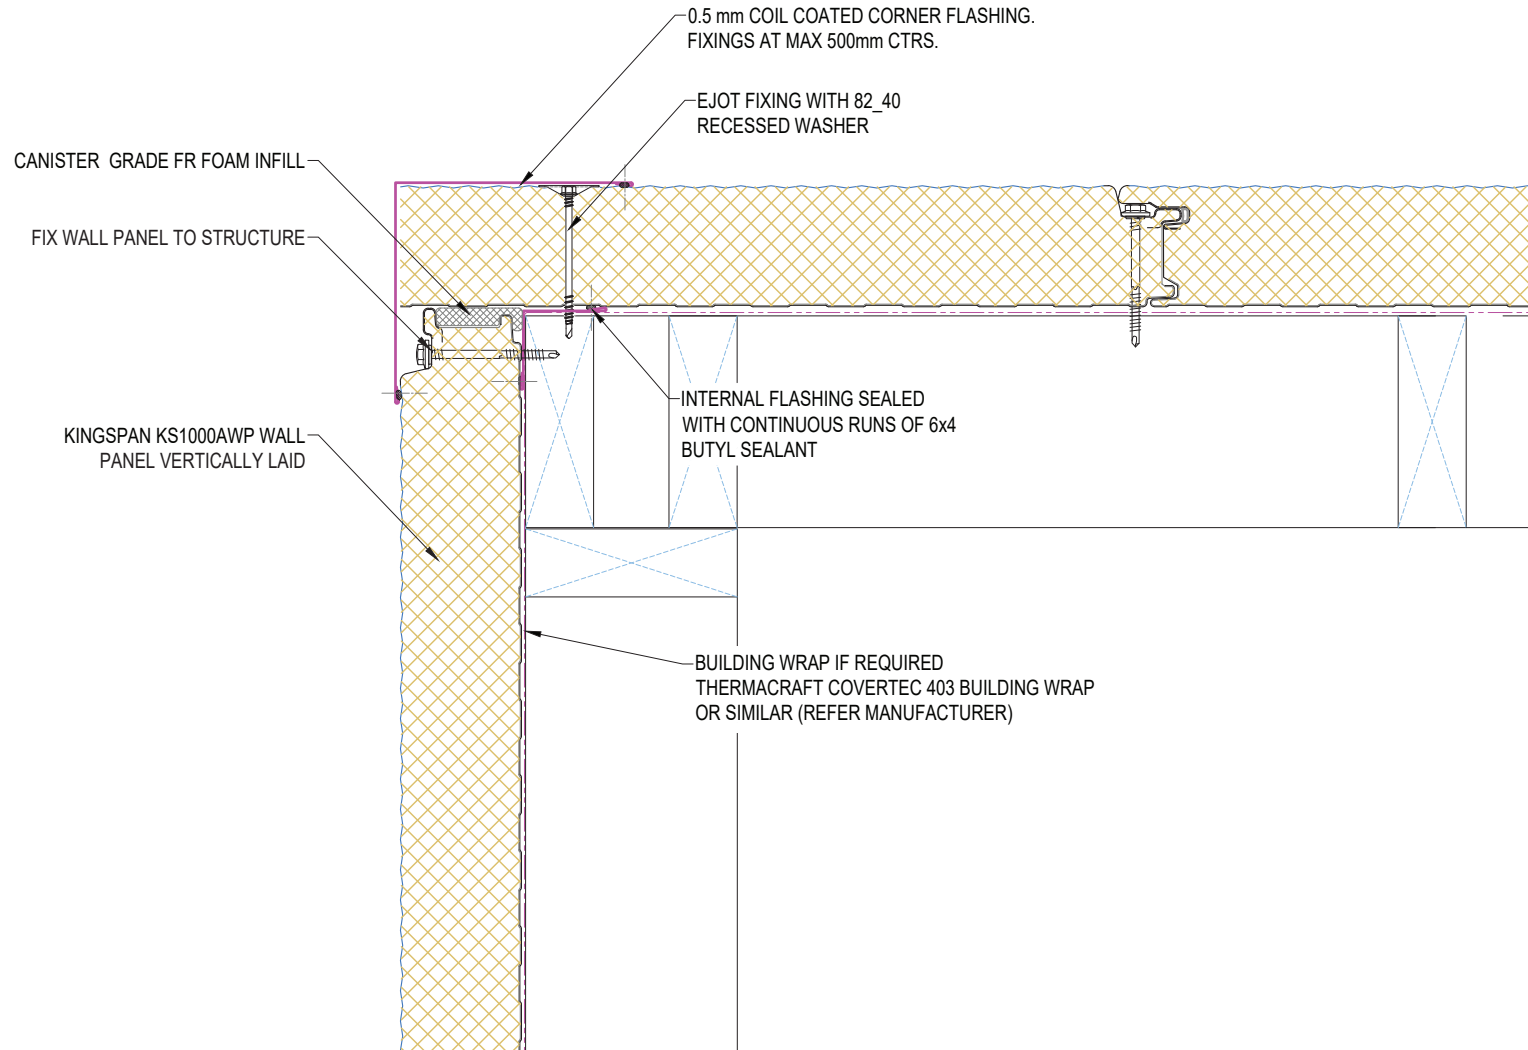 0.5 mm COIL COATED CORNER FLASHING.
FIXINGS AT MAX 500mm CTRS.
EJOT FIXING WITH 82_40
RECESSED WASHER
CANISTER GRADE FR FOAM INFILL
FIX WALL PANEL TO STRUCTURE
INTERNAL FLASHING SEALED
WITH CONTINUOUS RUNS OF 6x4
BUTYL SEALANT
KINGSPAN KS1000AWP WALL
PANEL VERTICALLY LAID
BUILDING WRAP IF REQUIRED
THERMACRAFT COVERTEC 403 BUILDING WRAP
OR SIMILAR (REFER MANUFACTURER)